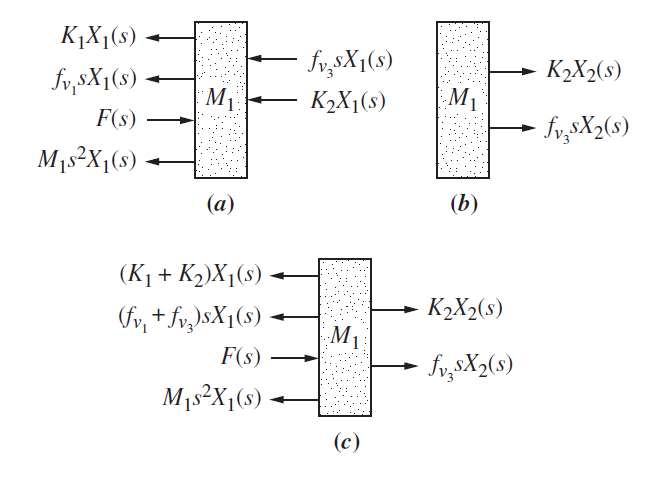 K₁X₁(s)
fᵥ₁sX₁(s)
F(s)
M₁s²X₁(s)
M₁
fᵥ₃sX₁(s)
K₂X₁(s)
(a)
M₁
K₂X₂(s)
fᵥ₃sX₂(s)
(b)
(K₁ + K₂)X₁(s)
(fᵥ₁ + fᵥ₃)sX₁(s)
F(s)
M₁s²X₁(s)
M₁
K₂X₂(s)
fᵥ₃sX₂(s)
(c)